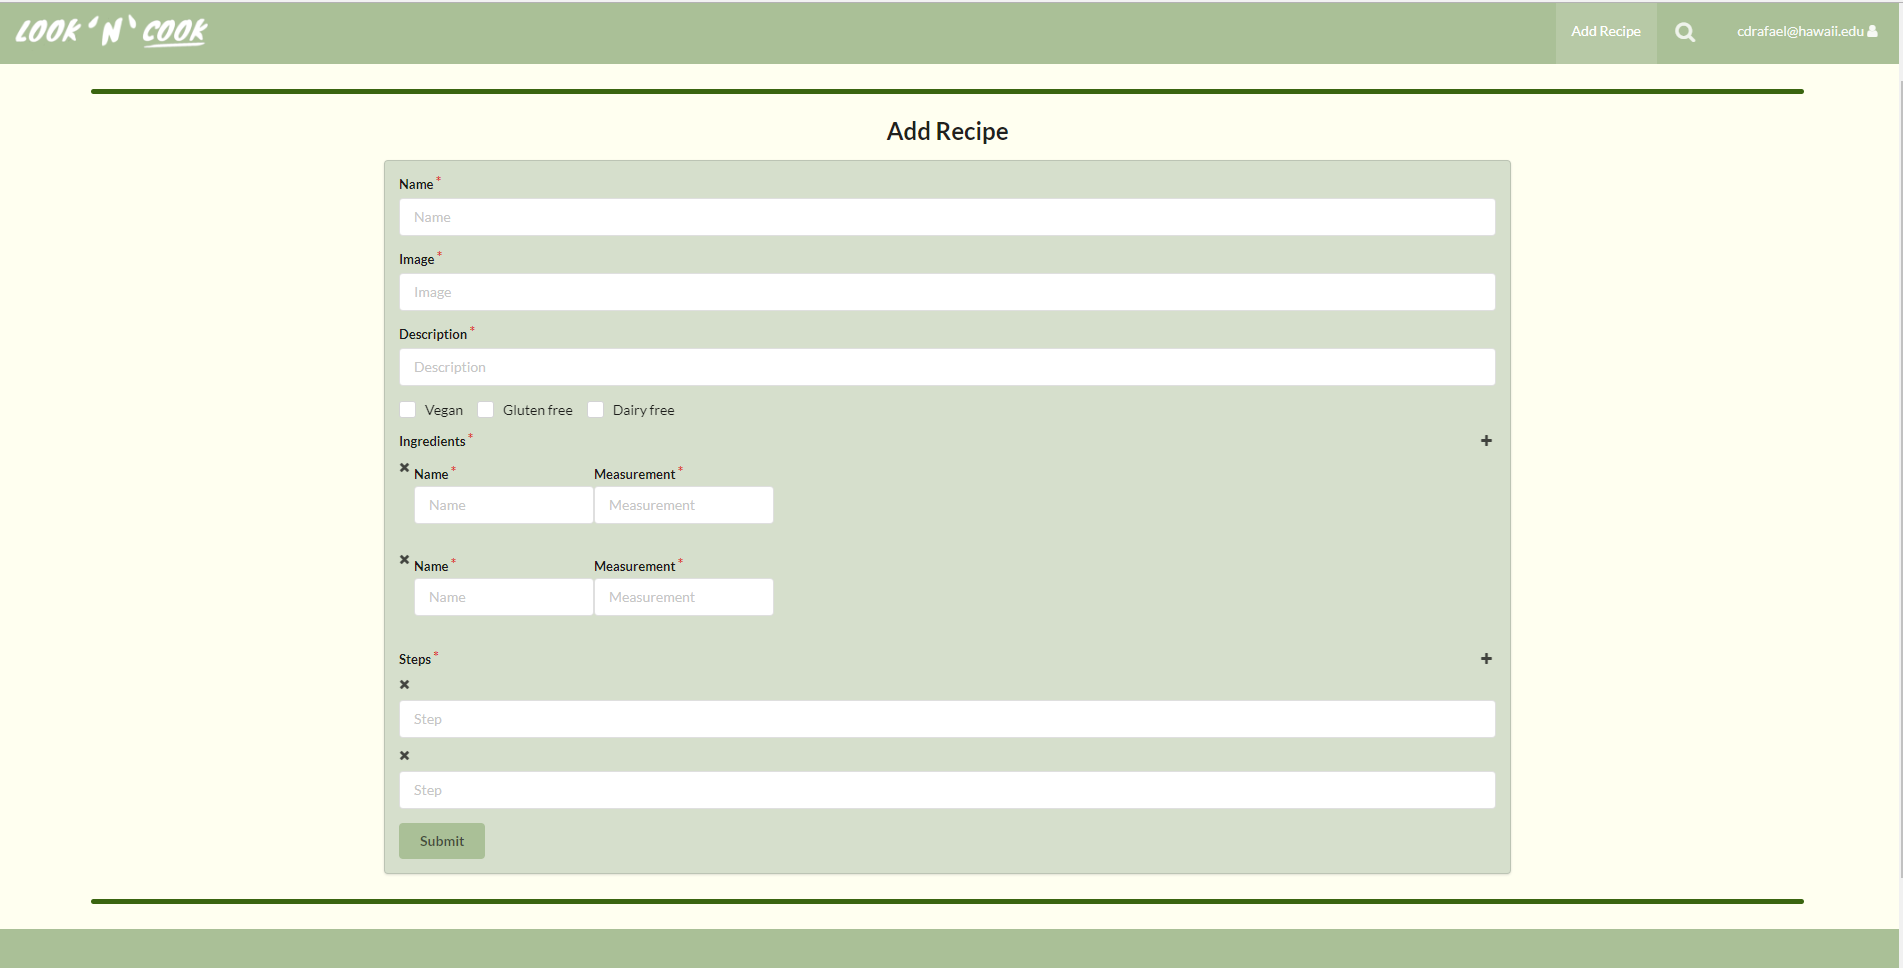 LOOK 'N' COOK
Add Recipe
cdrafael@hawaii.edu
Add Recipe
Name*
Name
Image*
Image
Description*
Description
Vegan Gluten free Dairy free
Ingredients*
Name* Measurement*
Name Measurement
Name* Measurement*
Name Measurement
Steps*
Step
Step
Submit